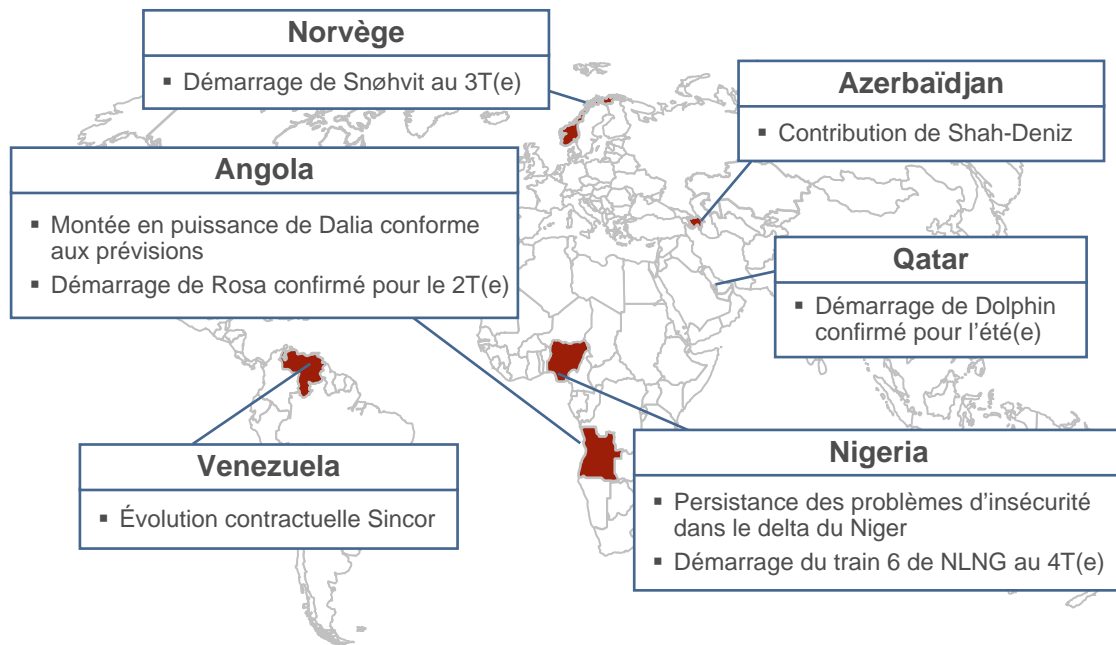 Norvège
▪ Démarrage de Snøhvit au 3T(e)
Azerbaïdjan
▪ Contribution de Shah-Deniz
Angola
▪ Montée en puissance de Dalia conforme
aux prévisions
▪ Démarrage de Rosa confirmé pour le 2T(e)
Qatar
▪ Démarrage de Dolphin
confirmé pour l'été(e)
Venezuela
▪ Évolution contractuelle Sincor
Nigeria
▪ Persistance des problèmes d'insécurité
dans le delta du Niger
▪ Démarrage du train 6 de NLNG au 4T(e)